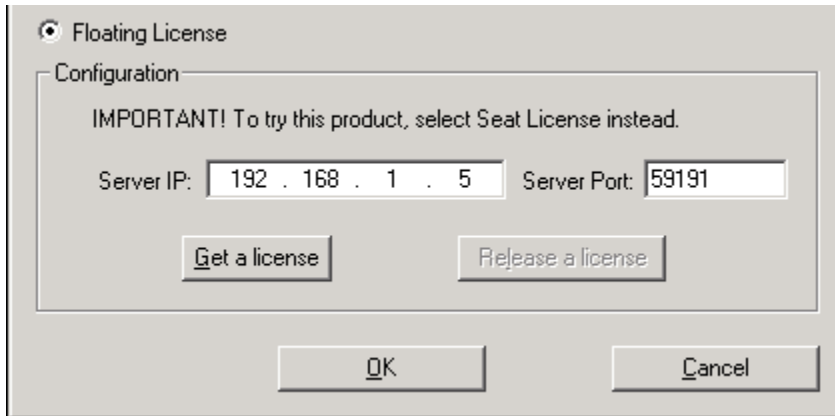 Floating License
Configuration
IMPORTANT! To try this product, select Seat License instead.
Server IP: 192 . 168 . 1 . 5 Server Port: 59191
Get a license Release a license
OK Cancel